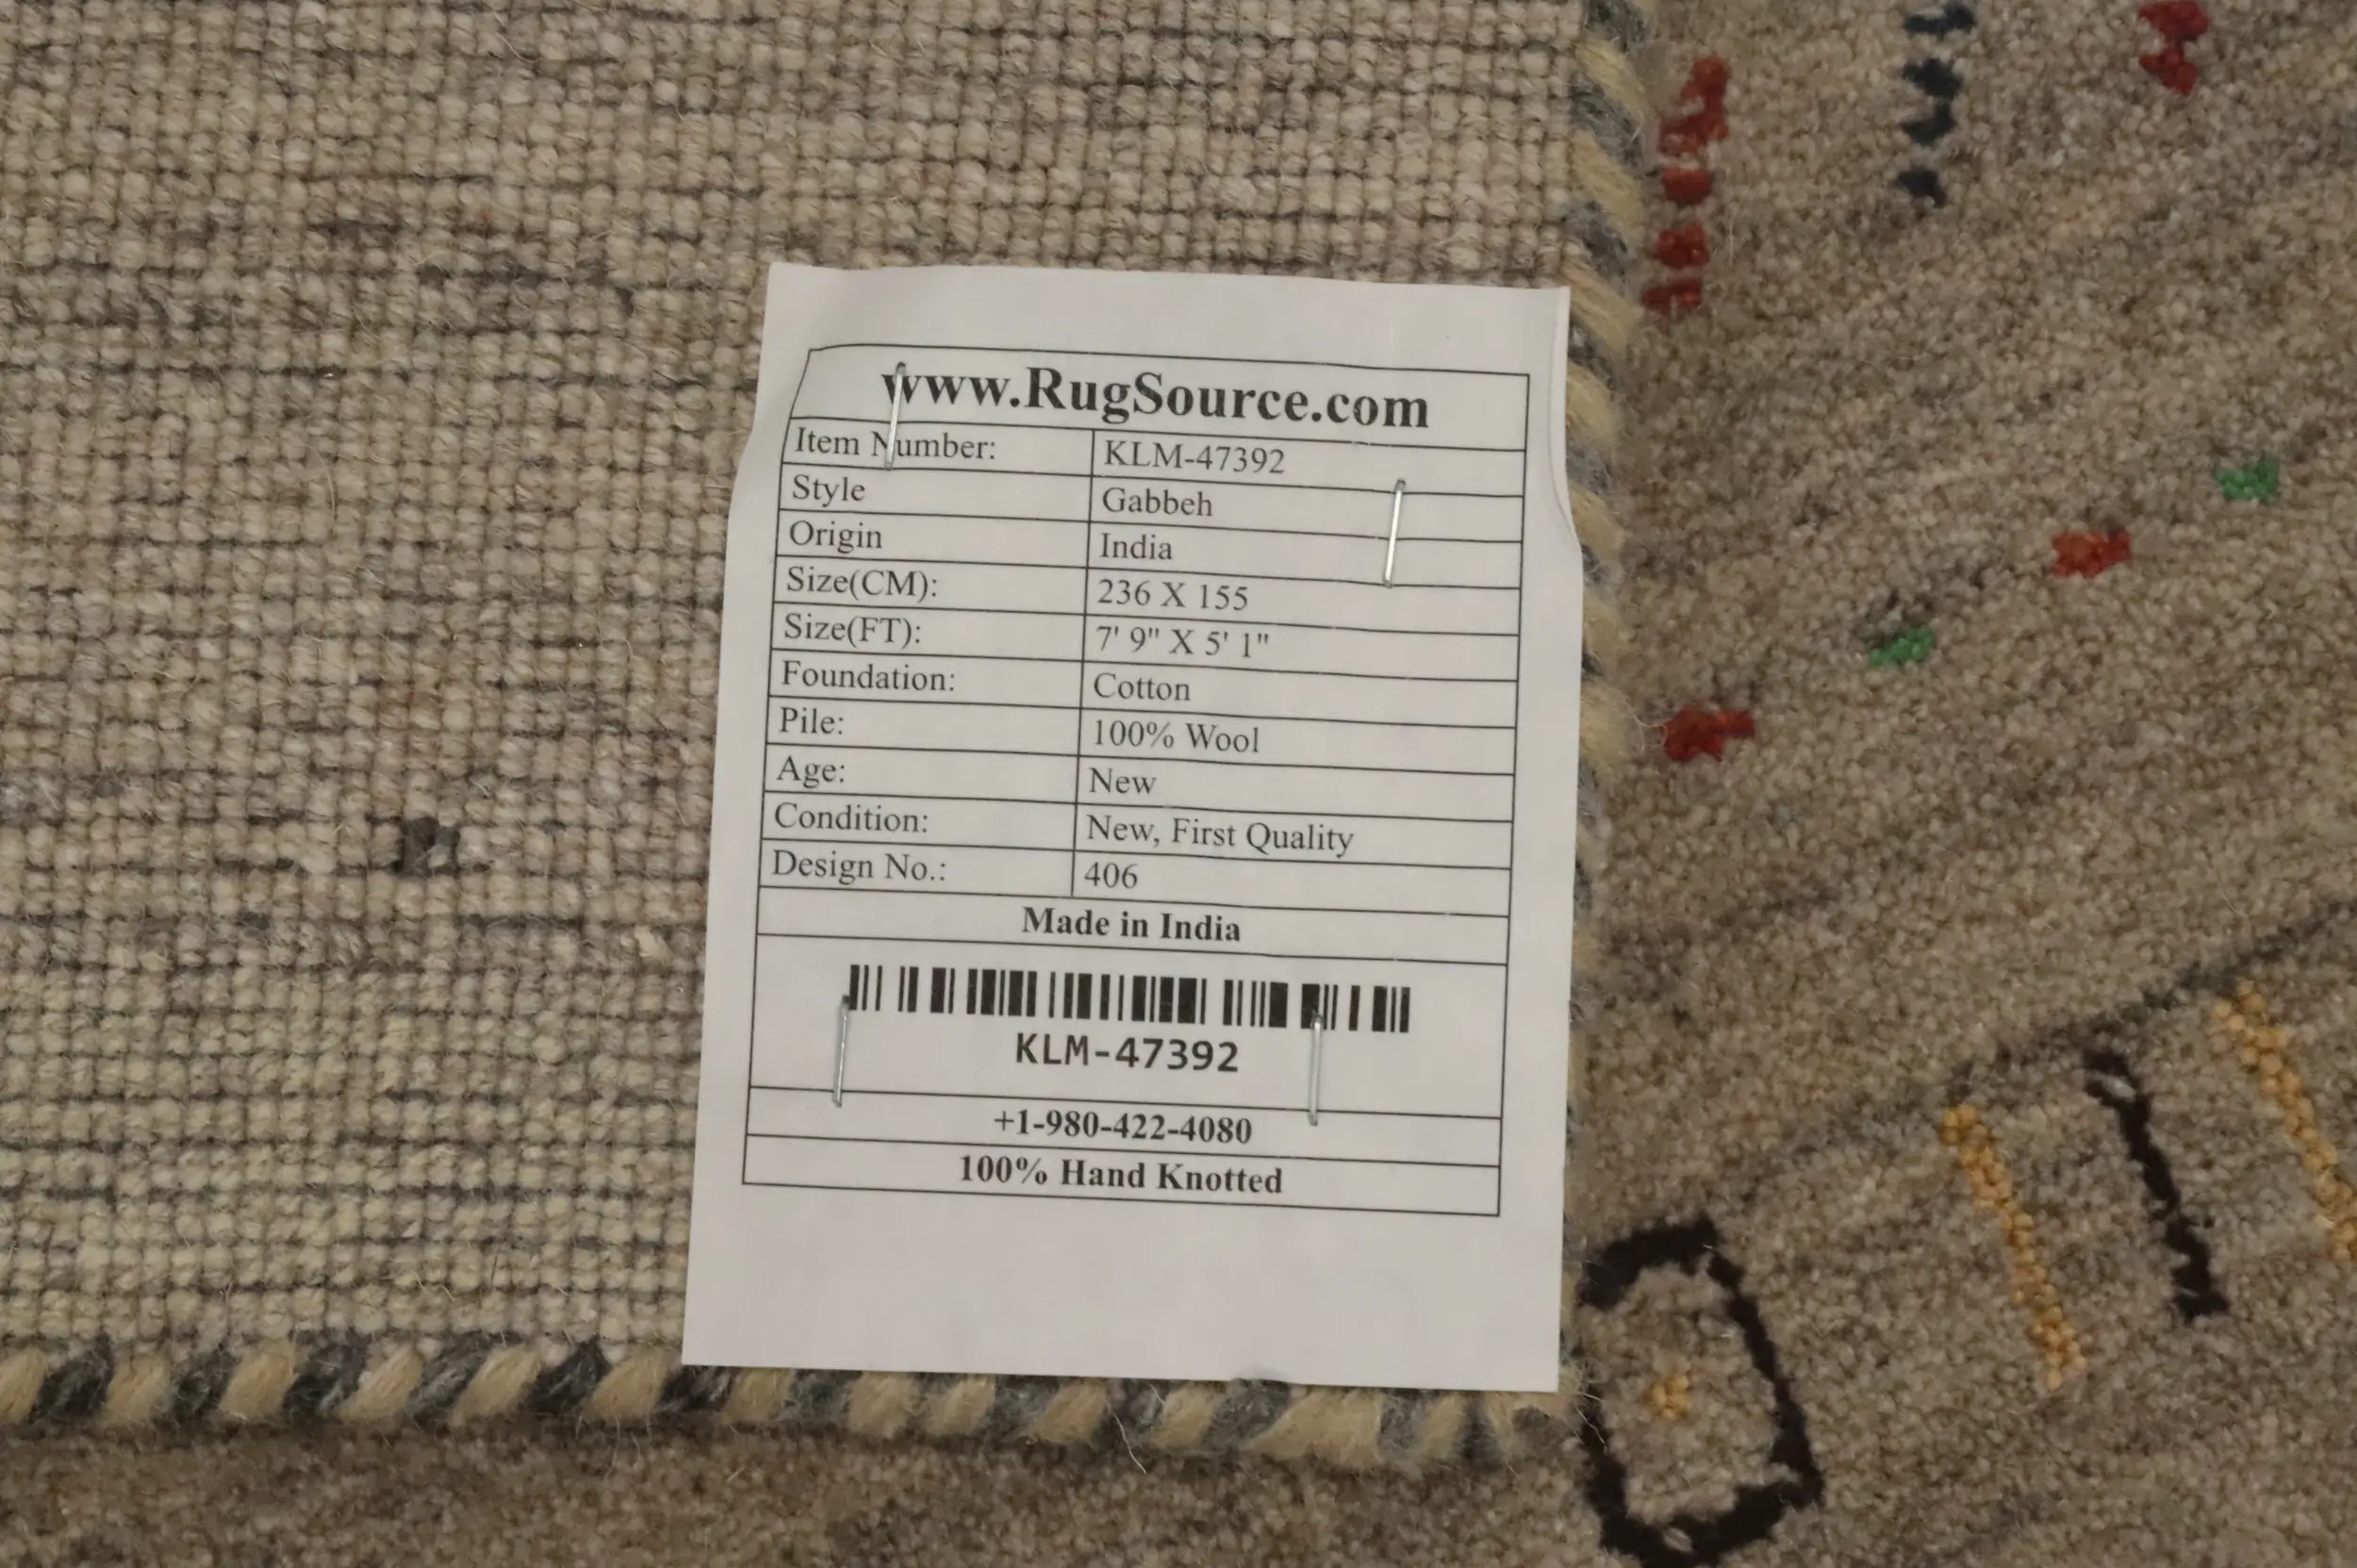 www.RugSource.com
Item Number: KLM-47392
Style Gabbeh
Origin India
Size(CM): 236 X 155
Size(FT): 7' 9" X 5' 1"
Foundation: Cotton
Pile: 100% Wool
Age: New
Condition: New, First Quality
Design No.: 406
Made in India
KLM-47392
+1-980-422-4080
100% Hand Knotted